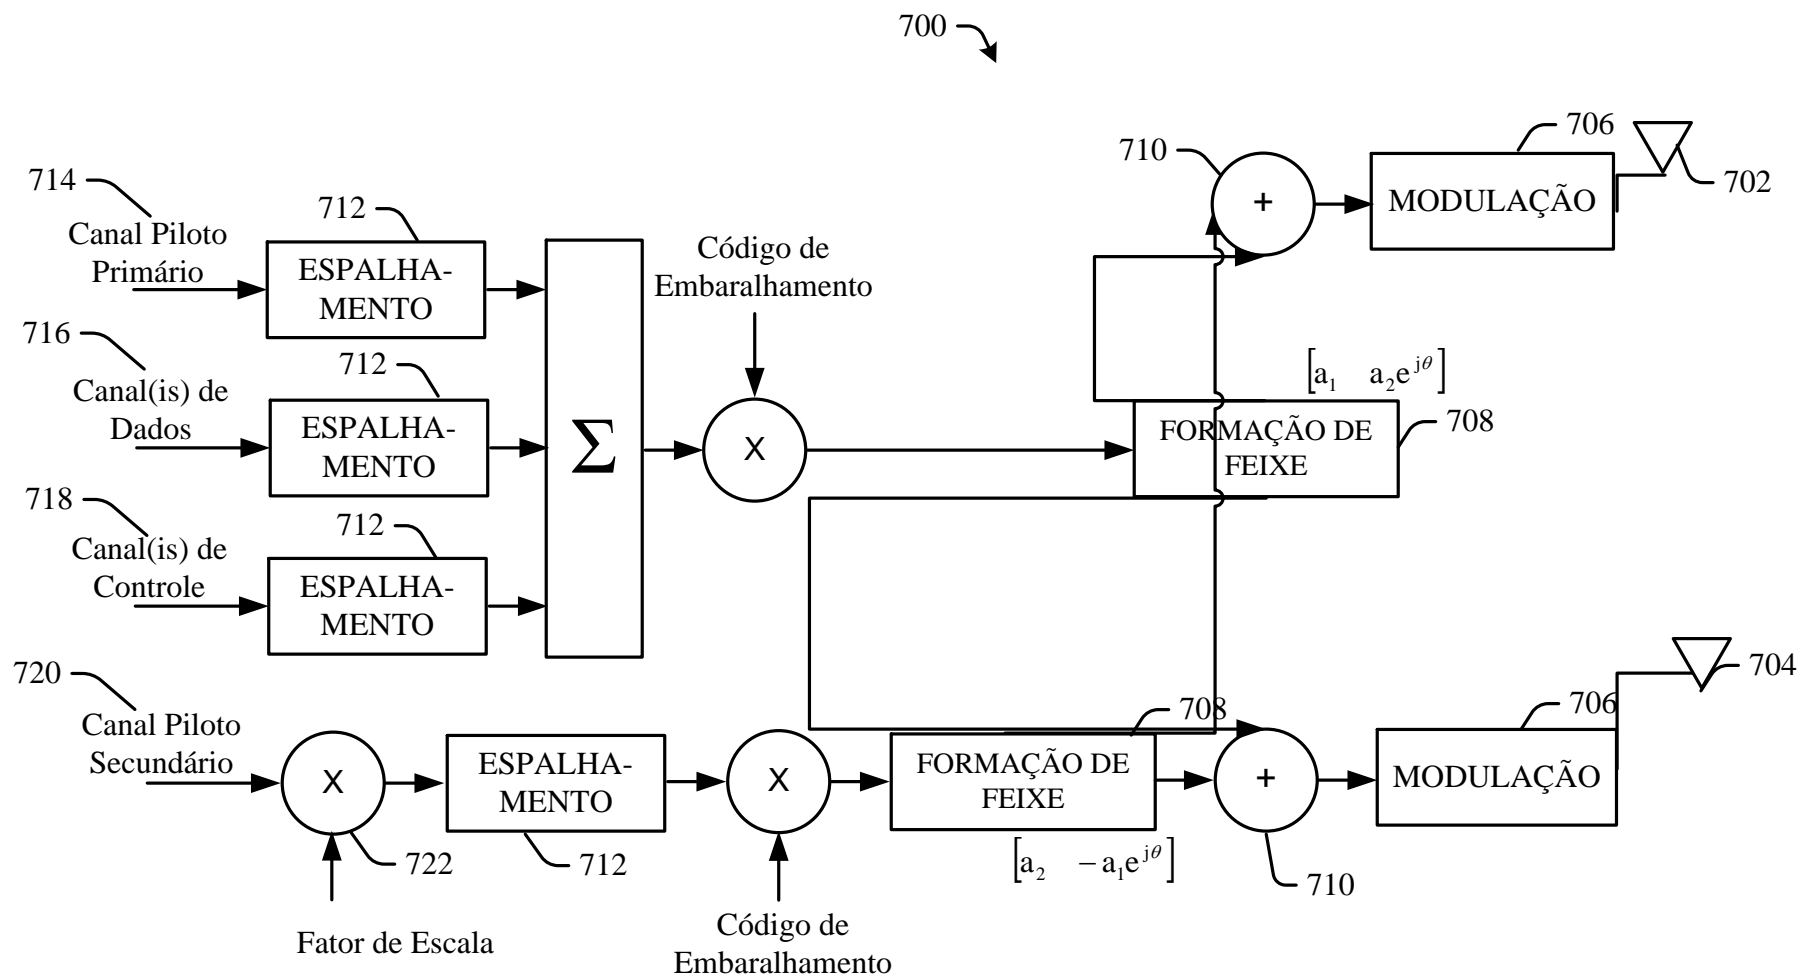 700
706
710
702
+
MODULAÇÃO
714
Canal Piloto
Primário
712
ESPALHA-
MENTO
Código de
Embaralhamento
716
Canal(is) de
Dados
712
ESPALHA-
MENTO
Σ
X
[a₁ a₂e^{jθ}]
FORMAÇÃO DE
FEIXE
708
718
Canal(is) de
Controle
712
ESPALHA-
MENTO
720
Canal Piloto
Secundário
X
722
Fator de Escala
ESPALHA-
MENTO
712
X
Código de
Embaralhamento
708
FORMAÇÃO DE
FEIXE
[a₂ −a₁e^{jθ}]
+
710
706
MODULAÇÃO
704